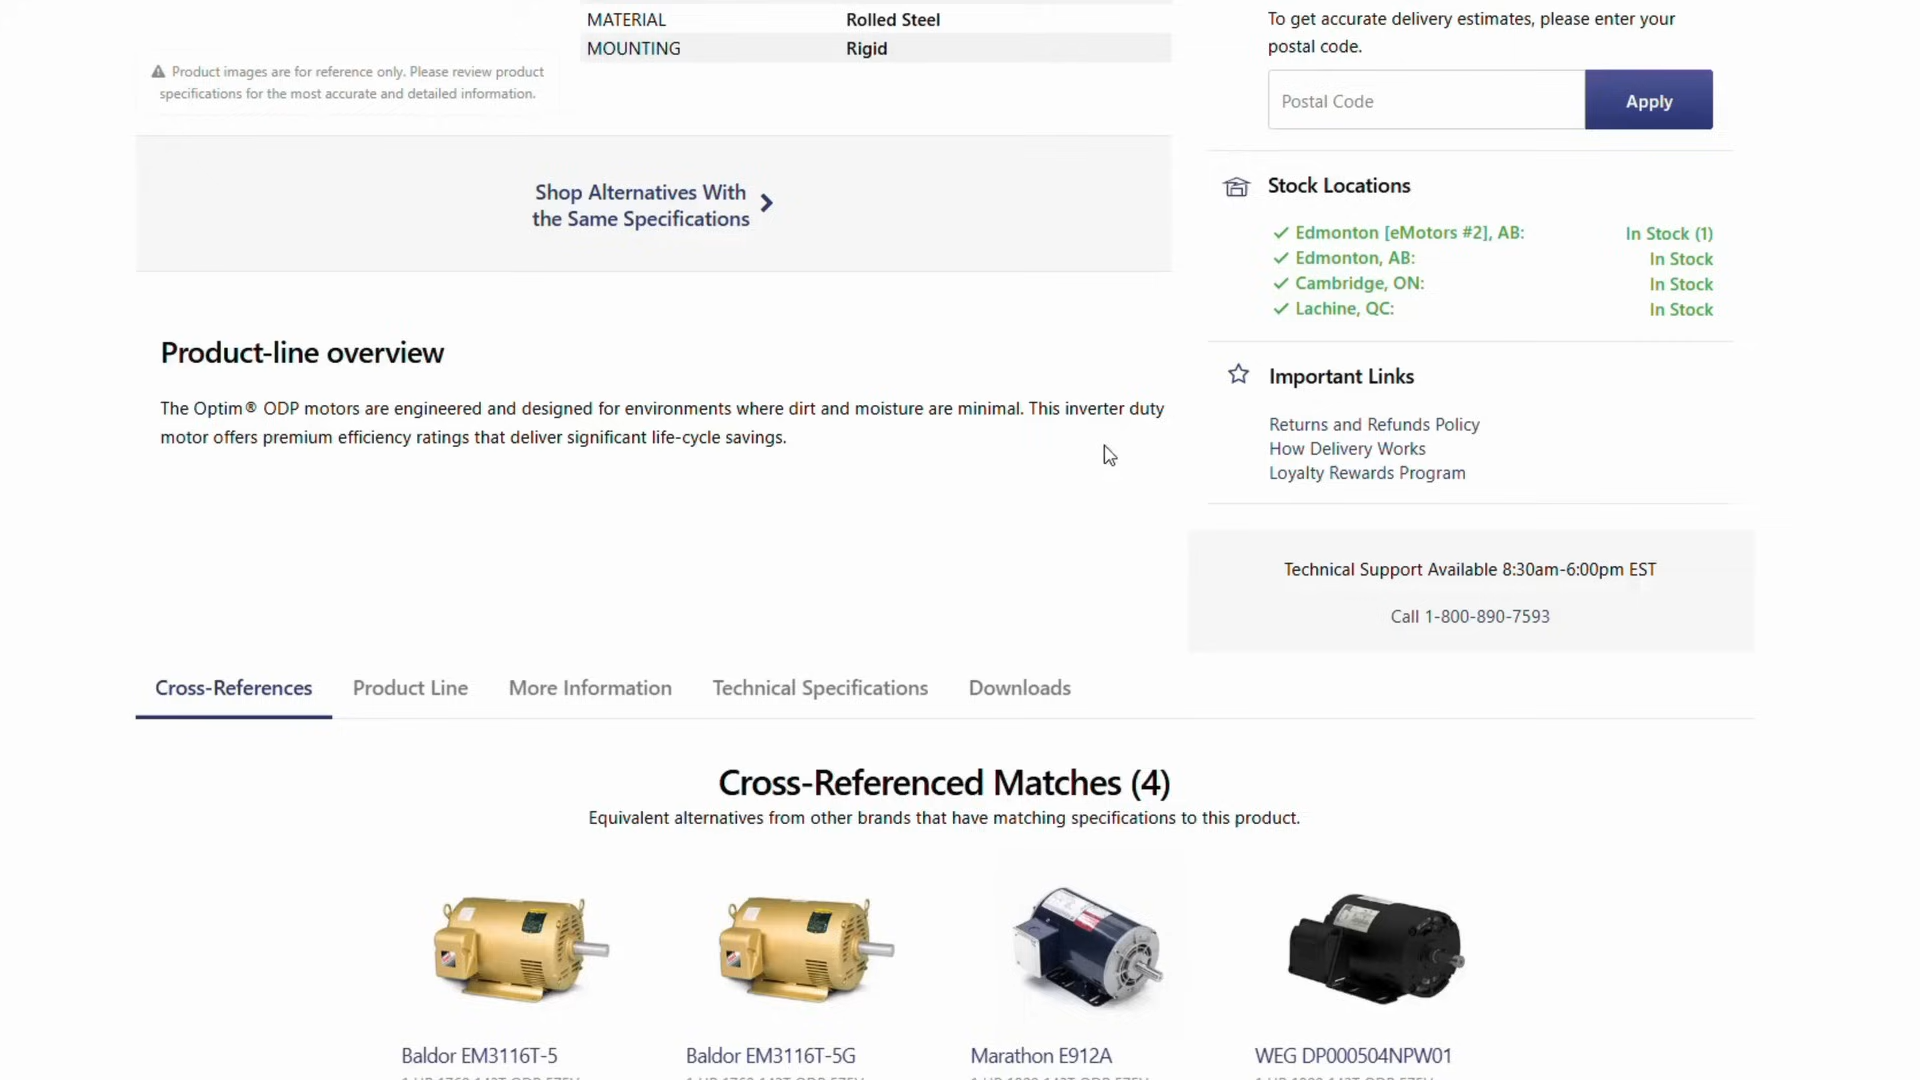 MATERIAL Rolled Steel
MOUNTING Rigid
Product images are for reference only. Please review product
specifications for the most accurate and detailed information.
To get accurate delivery estimates, please enter your
postal code.
Postal Code
Apply
Shop Alternatives With
the Same Specifications
Stock Locations
Edmonton [eMotors #2], AB: In Stock (1)
Edmonton, AB: In Stock
Cambridge, ON: In Stock
Lachine, QC: In Stock
Product-line overview
The Optim® ODP motors are engineered and designed for environments where dirt and moisture are minimal. This inverter duty
motor offers premium efficiency ratings that deliver significant life-cycle savings.
Important Links
Returns and Refunds Policy
How Delivery Works
Loyalty Rewards Program
Technical Support Available 8:30am-6:00pm EST
Call 1-800-890-7593
Cross-References Product Line More Information Technical Specifications Downloads
Cross-Referenced Matches (4)
Equivalent alternatives from other brands that have matching specifications to this product.
Baldor EM3116T-5 Baldor EM3116T-5G Marathon E912A WEG DP000504NPW01